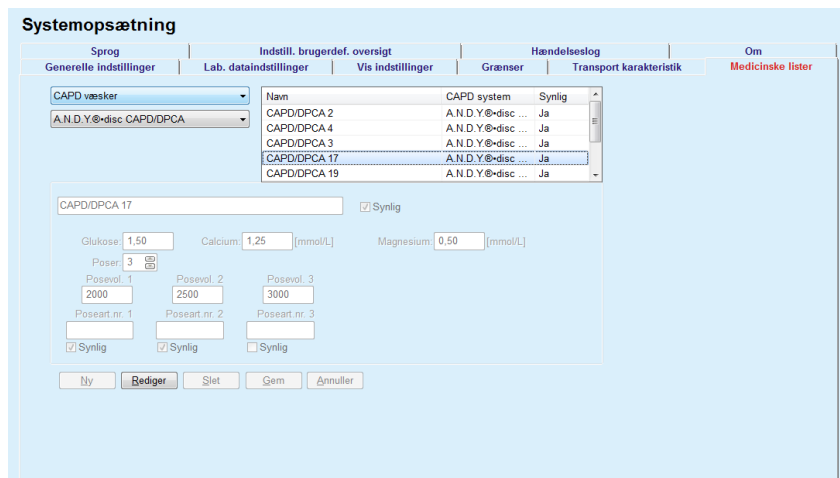 Systemopsætning
Sprog Indstill. brugerdef. oversigt Hændelseslog Om
Generelle indstillinger Lab. dataindstillinger Vis indstillinger Grænser Transport karakteristik Medicinske lister
CAPD væsker
A.N.D.Y.®•disc CAPD/DPCA
Navn CAPD system Synlig
CAPD/DPCA 2 A.N.D.Y.®•disc ... Ja
CAPD/DPCA 4 A.N.D.Y.®•disc ... Ja
CAPD/DPCA 3 A.N.D.Y.®•disc ... Ja
CAPD/DPCA 17 A.N.D.Y.®•disc ... Ja
CAPD/DPCA 19 A.N.D.Y.®•disc ... Ja
CAPD/DPCA 17 Synlig
Glukose: 1,50 Calcium: 1,25 [mmol/L] Magnesium: 0,50 [mmol/L]
Poser: 3
Posevol. 1 Posevol. 2 Posevol. 3
2000 2500 3000
Poseart.nr. 1 Poseart.nr. 2 Poseart.nr. 3
Synlig Synlig Synlig
Ny Rediger Slet Gem Annuller